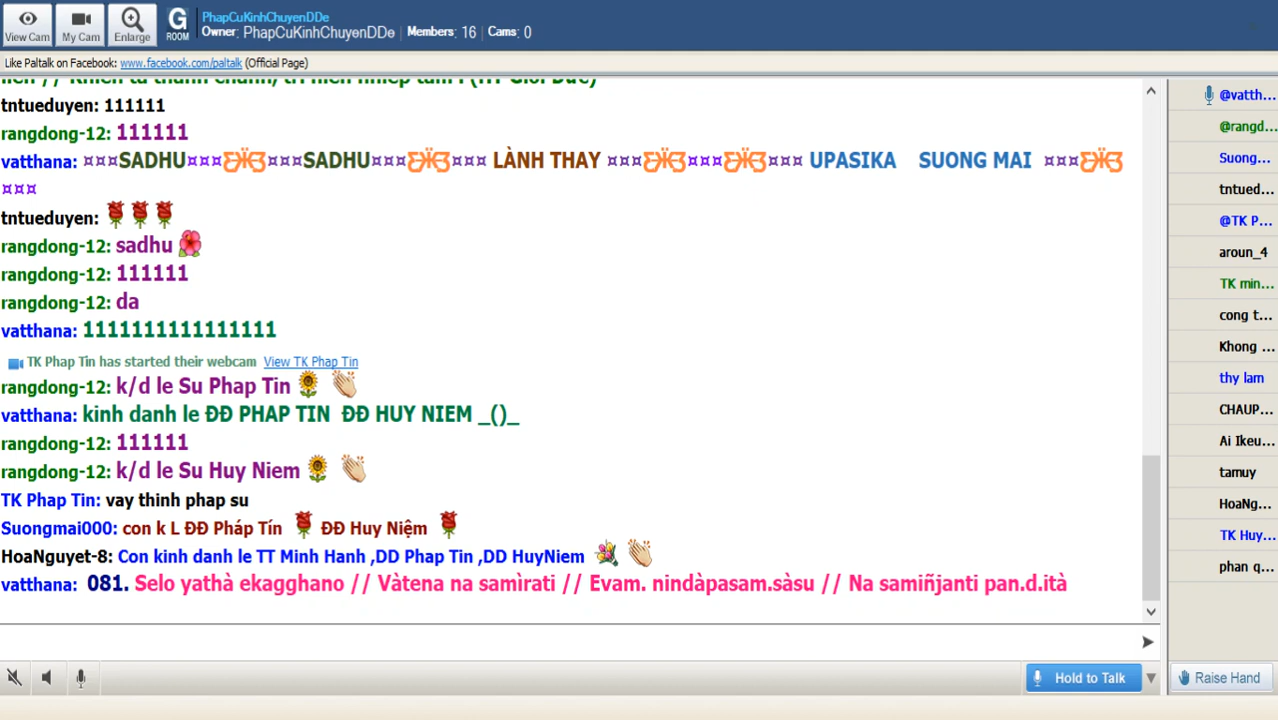 View Cam
My Cam
Enlarge
G
ROOM
PhapCuKinhChuyenDDe
Owner: PhapCuKinhChuyenDDe Members: 16 Cams: 0
Like Paltalk on Facebook: www.facebook.com/paltalk (Official Page)
tntueduyen: 111111
rangdong-12: 111111
vatthana: ¤¤¤SADHU¤¤¤Ƹ̵̡Ӝ̵̨̄Ʒ¤¤¤SADHU¤¤¤Ƹ̵̡Ӝ̵̨̄Ʒ¤¤¤ LÀNH THAY ¤¤¤Ƹ̵̡Ӝ̵̨̄Ʒ¤¤¤Ƹ̵̡Ӝ̵̨̄Ʒ¤¤¤ UPASIKA SUONG MAI ¤¤¤Ƹ̵̡Ӝ̵̨̄Ʒ
¤¤¤
tntueduyen:
rangdong-12: sadhu
rangdong-12: 111111
rangdong-12: da
vatthana: 1111111111111111
TK Phap Tin has started their webcam View TK Phap Tin
rangdong-12: k/d le Su Phap Tin
vatthana: kinh danh le ĐĐ PHAP TIN ĐĐ HUY NIEM _()_
rangdong-12: 111111
rangdong-12: k/d le Su Huy Niem
TK Phap Tin: vay thinh phap su
Suongmai000: con k L ĐĐ Pháp Tín ĐĐ Huy Niệm
HoaNguyet-8: Con kinh danh le TT Minh Hanh ,DD Phap Tin ,DD HuyNiem
vatthana: 081. Selo yathà ekagghano // Vàtena na samìrati // Evam. nindàpasam.sàsu // Na samiñjanti pan.d.ità
Hold to Talk
@vatth...
@rangd...
Suong...
tntued...
@TK P...
aroun_4
TK min...
cong t...
Khong ...
thy lam
CHAUP...
Ai Ikeu...
tamuy
HoaNg...
TK Huy...
phan q...
Raise Hand